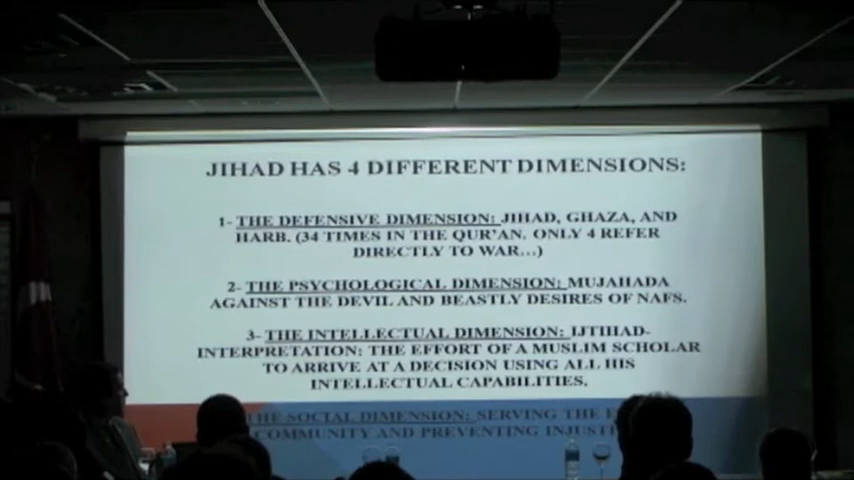 JIHAD HAS 4 DIFFERENT DIMENSIONS:
1- THE DEFENSIVE DIMENSION: JIHAD, GHAZA, AND
HARB. (34 TIMES IN THE QUR'AN. ONLY 4 REFER
DIRECTLY TO WAR...)
2- THE PSYCHOLOGICAL DIMENSION: MUJAHADA
AGAINST THE DEVIL AND BEASTLY DESIRES OF NAFS.
3- THE INTELLECTUAL DIMENSION: IJTIHAD-
INTERPRETATION: THE EFFORT OF A MUSLIM SCHOLAR
TO ARRIVE AT A DECISION USING ALL HIS
INTELLECTUAL CAPABILITIES.
THE SOCIAL DIMENSION: SERVING THE
COMMUNITY AND PREVENTING